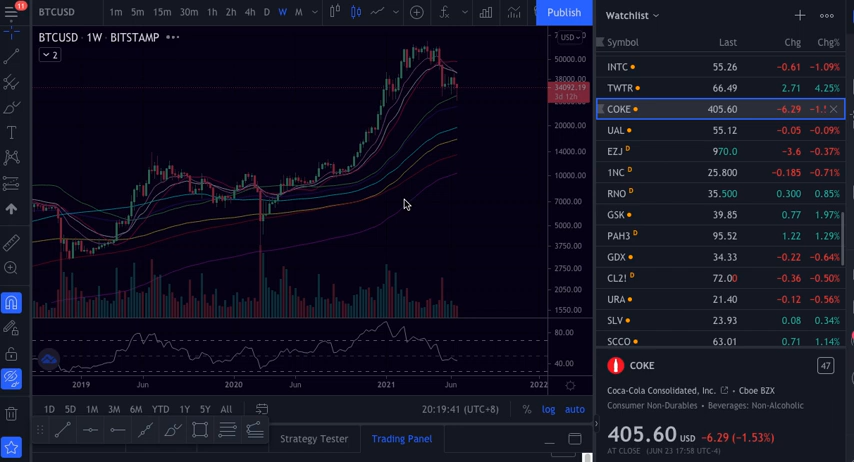 11
BTCUSD
1m 5m 15m 30m 1h 2h 4h D W M
Publish
BTCUSD · 1W · BITSTAMP
2
USD
50000.00
38000.00
34092.19
3d 12h
20000.00
14000.00
10000.00
7000.00
5000.00
3750.00
2750.00
2050.00
1550.00
80.00
40.00
2019 Jun 2020 Jun 2021 Jun 2022
1D 5D 1M 3M 6M YTD 1Y 5Y All
20:19:41 (UTC+8)
% log auto
Strategy Tester
Trading Panel
Watchlist
Symbol Last Chg Chg%
INTC 55.26 −0.61 −1.09%
TWTR 66.49 2.71 4.25%
COKE 405.60 −6.29
UAL 55.12 −0.05 −0.09%
EZJ D 970.0 −3.6 −0.37%
1NC D 25.800 −0.185 −0.71%
RNO D 35.500 0.300 0.85%
GSK 39.85 0.77 1.97%
PAH3 D 95.52 1.22 1.29%
GDX 34.33 −0.22 −0.64%
CL2! D 72.00 −0.36 −0.50%
URA 21.40 −0.12 −0.56%
SLV 23.93 0.08 0.34%
SCCO 63.01 0.71 1.14%
COKE
47
Coca-Cola Consolidated, Inc. • Cboe BZX
Consumer Non-Durables • Beverages: Non-Alcoholic
405.60 USD −6.29 (−1.53%)
AT CLOSE (JUN 23 17:58 UTC-4)